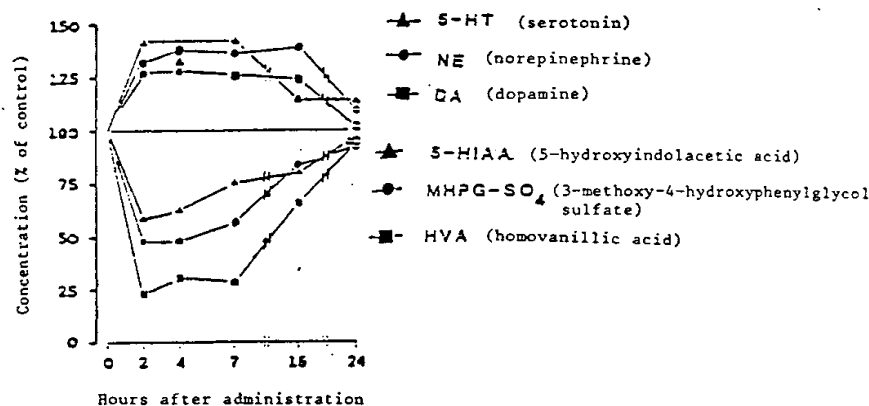 Concentration (% of control)
150
125
100
75
50
25
0
0 2 4 7 16 24
Hours after administration
5-HT (serotonin)
NE (norepinephrine)
DA (dopamine)
5-HIAA (5-hydroxyindolacetic acid)
MHPG-SO4 (3-methoxy-4-hydroxyphenylglycol
sulfate)
HVA (homovanillic acid)